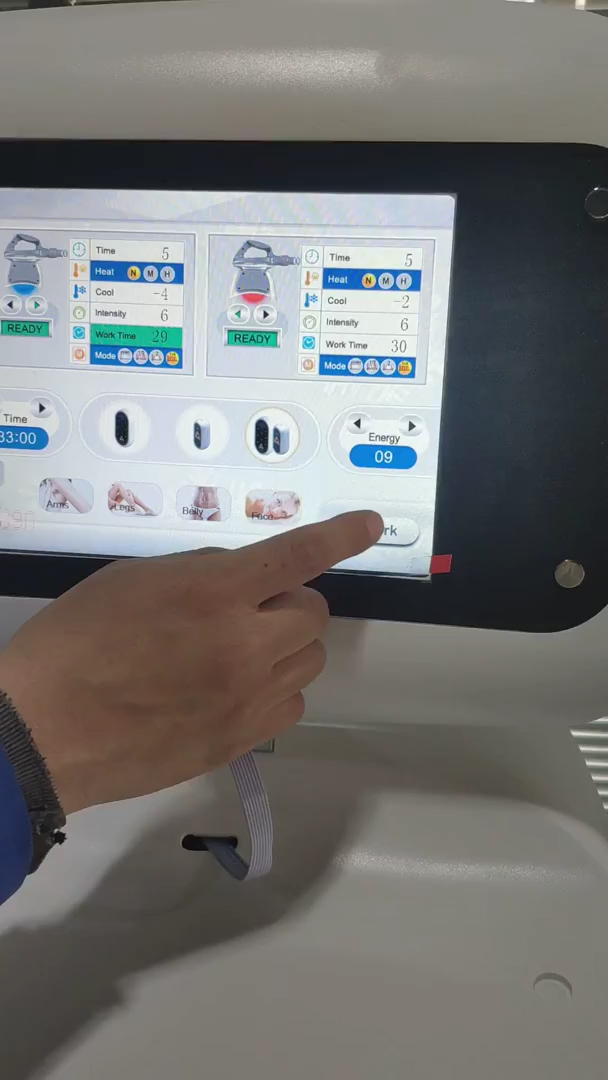 Time 5
Heat N M H
Cool -4
Intensity 6
Work Time 29
Mode
READY
Time 5
Heat N M H
Cool -2
Intensity 6
Work Time 30
Mode
READY
Time
33:00
Energy
09
Arms
Legs
Belly
Face
rk